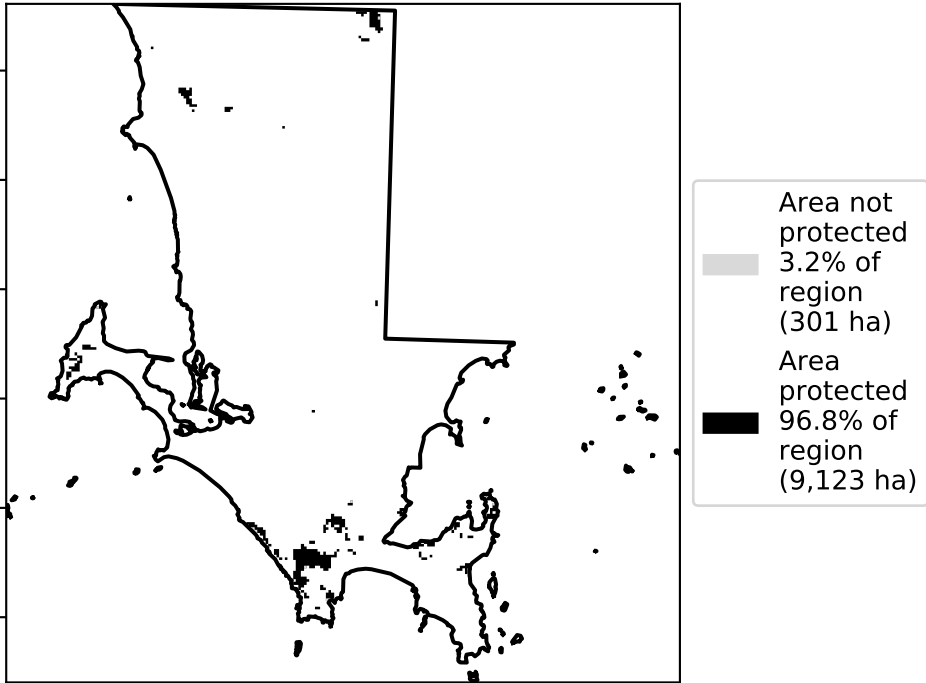 Area not
protected
3.2% of
region
(301 ha)
Area
protected
96.8% of
region
(9,123 ha)